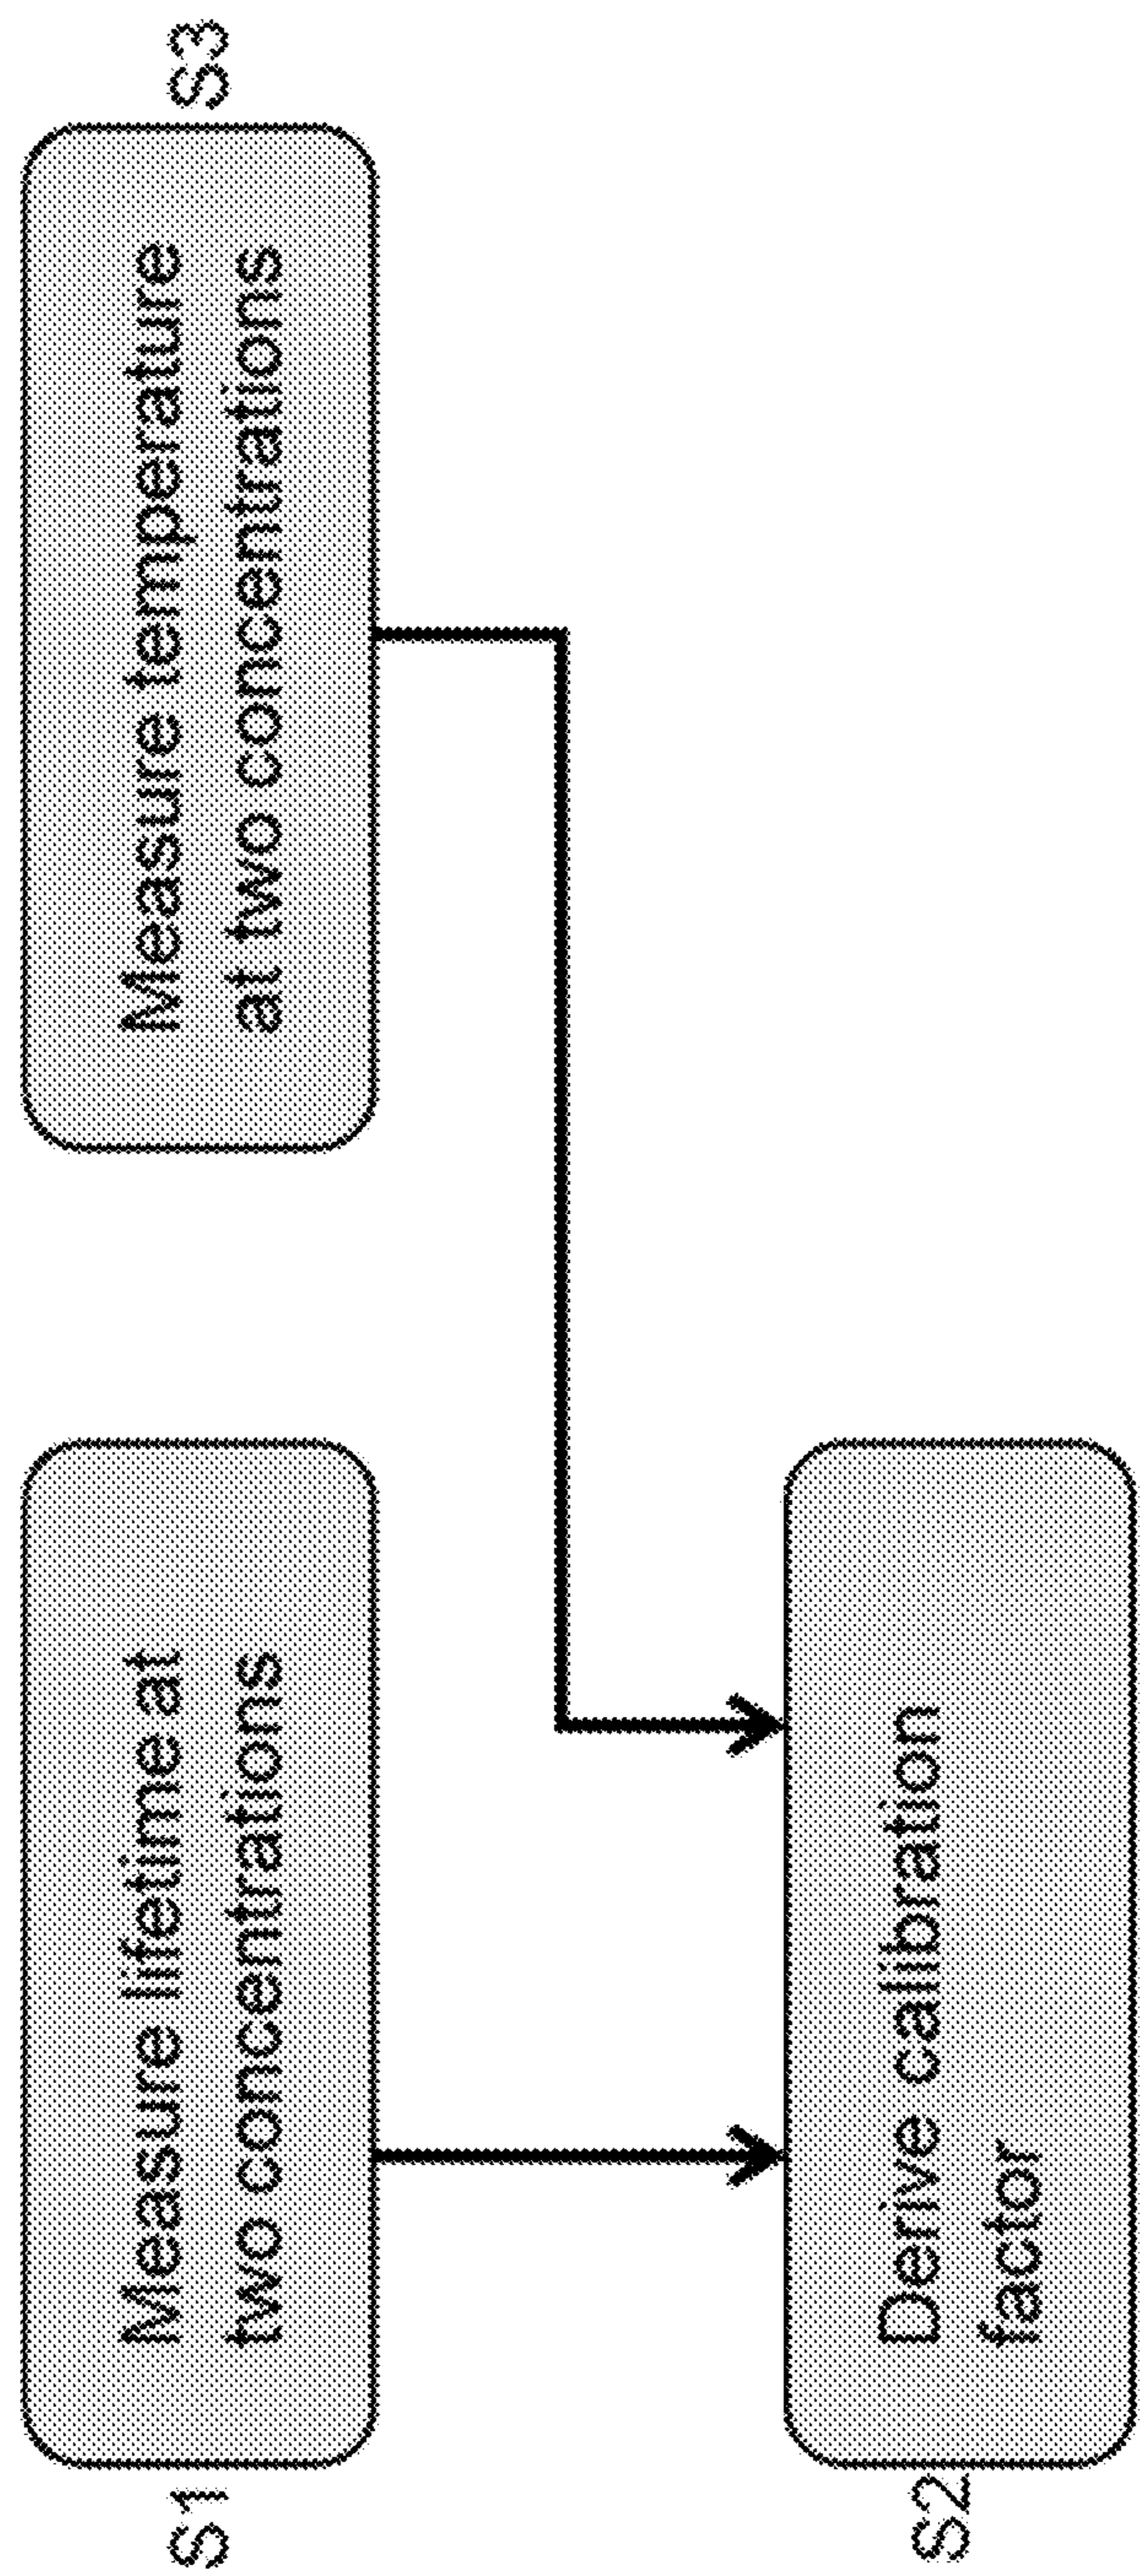 S1
Measure lifetime at
two concentrations
Measure temperature
at two concentrations
S3
S2
Derive calibration
factor